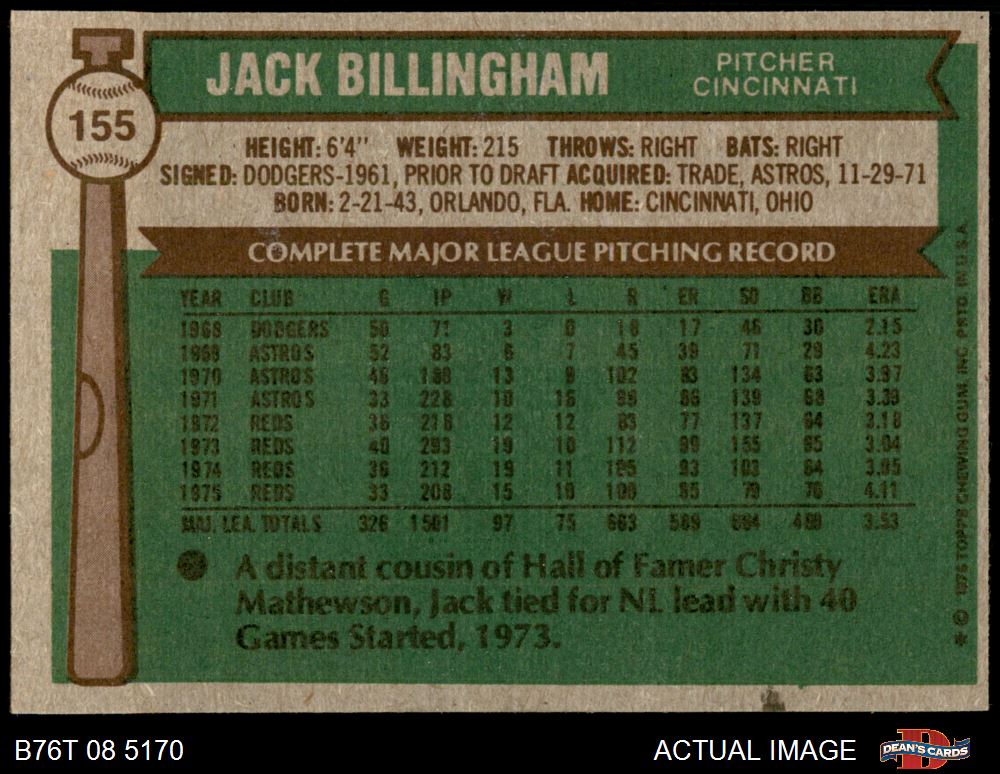 JACK BILLINGHAM
PITCHER
CINCINNATI
155
HEIGHT: 6'4" WEIGHT: 215 THROWS: RIGHT BATS: RIGHT
SIGNED: DODGERS-1961, PRIOR TO DRAFT ACQUIRED: TRADE, ASTROS, 11-29-71
BORN: 2-21-43, ORLANDO, FLA. HOME: CINCINNATI, OHIO
COMPLETE MAJOR LEAGUE PITCHING RECORD
YEAR CLUB G IP W L R ER SO BB ERA
1968 DODGERS 50 71 3 0 18 17 46 30 2.15
1969 ASTROS 52 83 6 7 45 39 71 29 4.23
1970 ASTROS 46 188 13 9 102 83 134 63 3.97
1971 ASTROS 33 228 10 16 86 139 68 3.39
1972 REDS 36 218 12 12 83 77 137 64 3.18
1973 REDS 40 293 19 10 112 99 155 95 3.04
1974 REDS 36 212 19 11 93 103 64 3.95
1975 REDS 33 208 15 10 100 95 79 76 4.11
MAJ. LEA. TOTALS 326 1501 97 75 663 589 3.53
A distant cousin of Hall of Famer Christy
Mathewson, Jack tied for NL lead with 40
Games Started, 1973.
* © 1976 TOPPS CHEWING GUM, INC. PRTD. IN U.S.A.
B76T 08 5170
ACTUAL IMAGE
DEAN'S CARDS